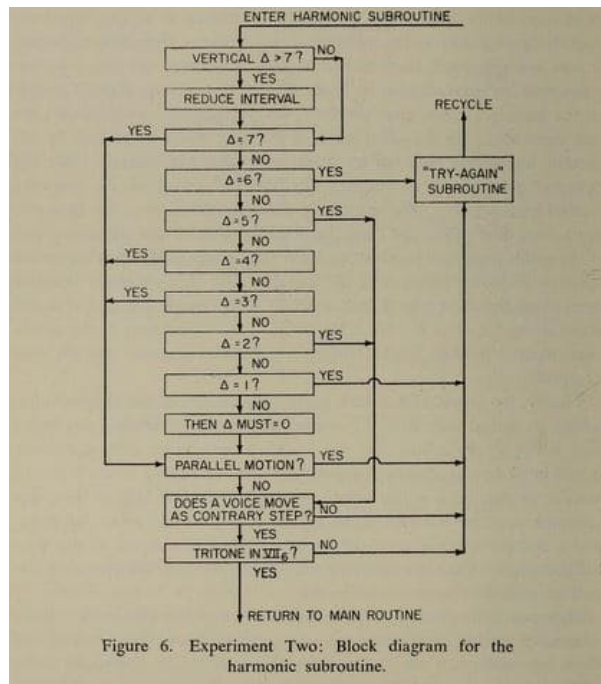 ENTER HARMONIC SUBROUTINE
VERTICAL Δ > 7?
NO
YES
REDUCE INTERVAL
RECYCLE
YES
Δ = 7?
NO
Δ = 6?
YES
"TRY-AGAIN"
SUBROUTINE
NO
Δ = 5?
YES
NO
YES
Δ = 4?
NO
YES
Δ = 3?
NO
Δ = 2?
YES
NO
Δ = 1?
YES
NO
THEN Δ MUST = 0
PARALLEL MOTION?
YES
NO
DOES A VOICE MOVE
AS CONTRARY STEP?
NO
YES
TRITONE IN VII6?
NO
YES
RETURN TO MAIN ROUTINE
Figure 6. Experiment Two: Block diagram for the
harmonic subroutine.